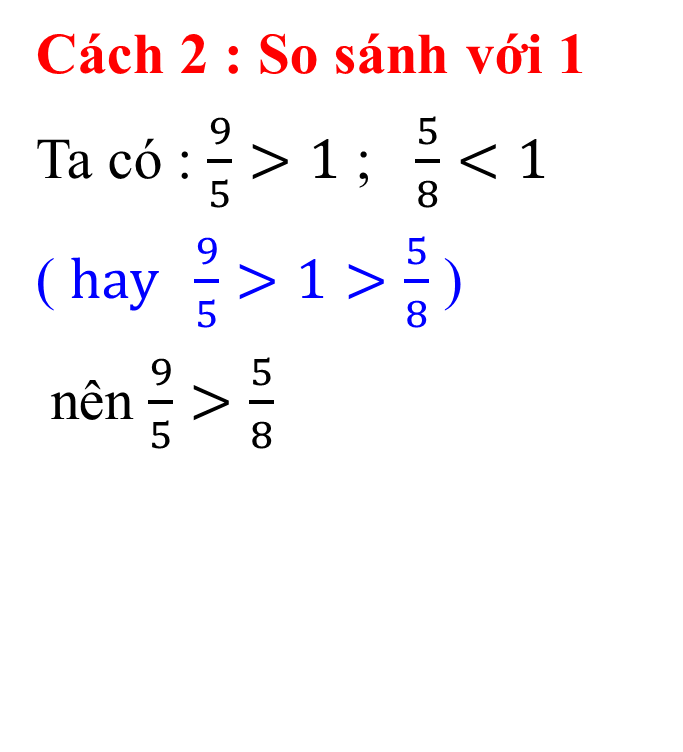 Cách 2 : So sánh với 1
Ta có : 9/5 > 1 ; 5/8 < 1
( hay 9/5 > 1 > 5/8 )
nên 9/5 > 5/8